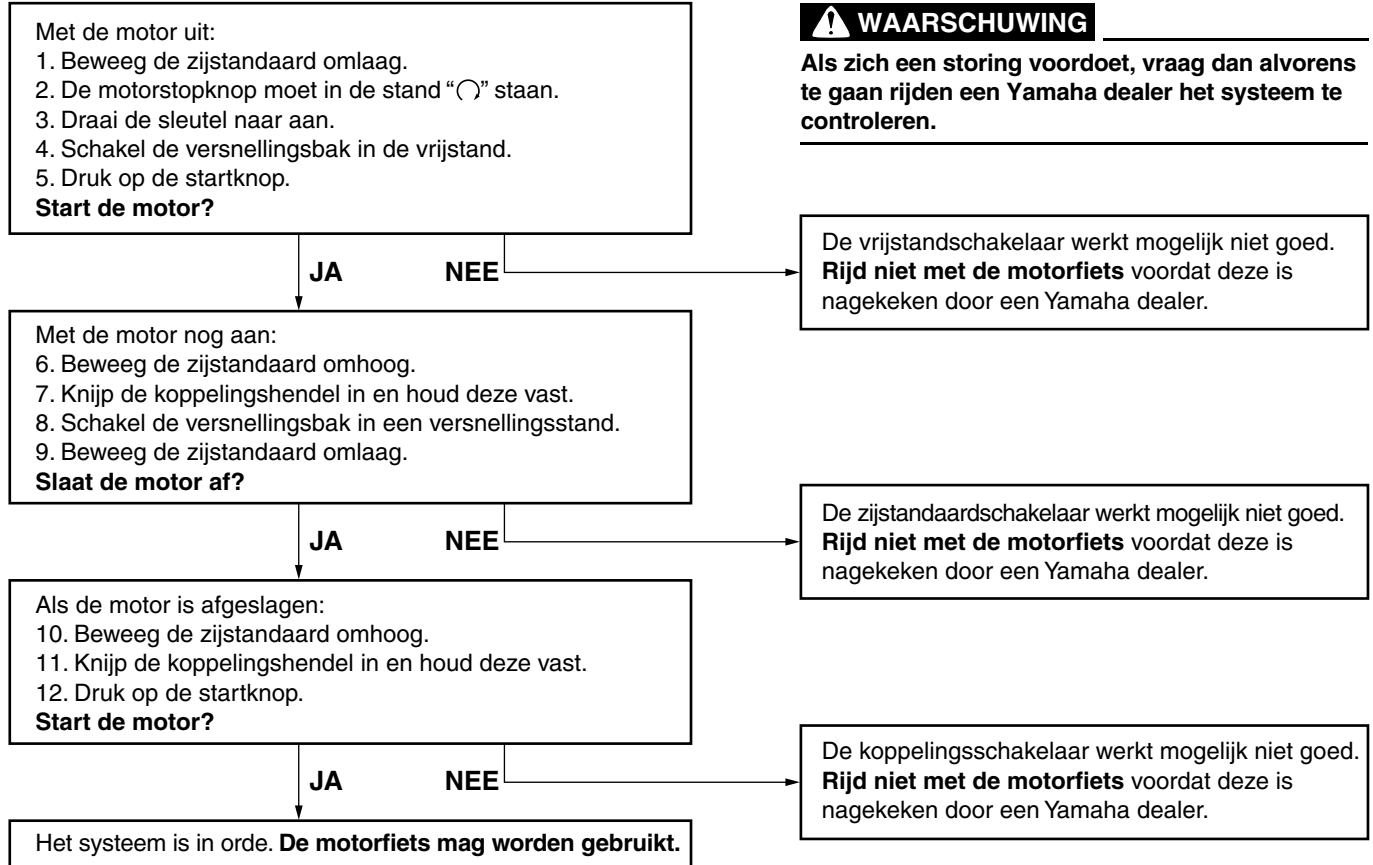 Met de motor uit:
1. Beweeg de zijstandaard omlaag.
2. De motorstopknop moet in de stand “” staan.
3. Draai de sleutel naar aan.
4. Schakel de versnellingsbak in de vrijstand.
5. Druk op de startknop.
Start de motor?
WAARSCHUWING
Als zich een storing voordoet, vraag dan alvorens
te gaan rijden een Yamaha dealer het systeem te
controleren.
JA
NEE
De vrijstandschakelaar werkt mogelijk niet goed.
Rijd niet met de motorfiets voordat deze is
nagekeken door een Yamaha dealer.
Met de motor nog aan:
6. Beweeg de zijstandaard omhoog.
7. Knijp de koppelingshendel in en houd deze vast.
8. Schakel de versnellingsbak in een versnellingsstand.
9. Beweeg de zijstandaard omlaag.
Slaat de motor af?
JA
NEE
De zijstandaardschakelaar werkt mogelijk niet goed.
Rijd niet met de motorfiets voordat deze is
nagekeken door een Yamaha dealer.
Als de motor is afgeslagen:
10. Beweeg de zijstandaard omhoog.
11. Knijp de koppelingshendel in en houd deze vast.
12. Druk op de startknop.
Start de motor?
JA
NEE
De koppelingsschakelaar werkt mogelijk niet goed.
Rijd niet met de motorfiets voordat deze is
nagekeken door een Yamaha dealer.
Het systeem is in orde. De motorfiets mag worden gebruikt.